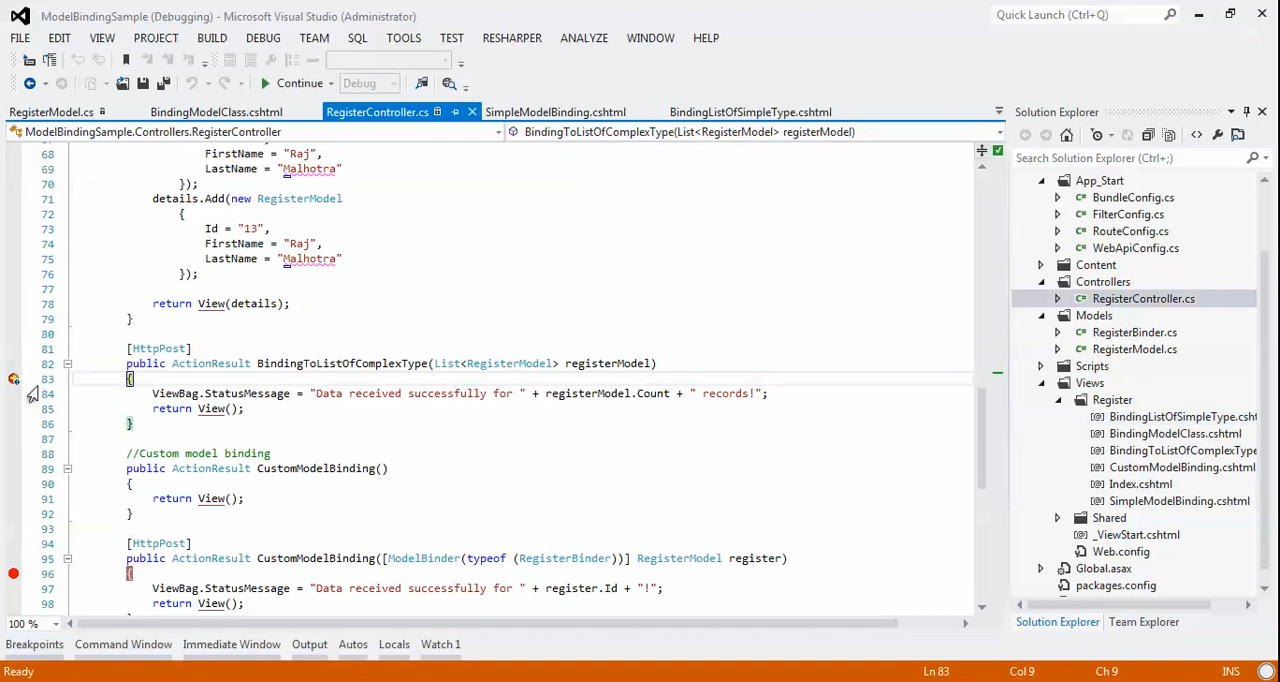 ModelBindingSample (Debugging) - Microsoft Visual Studio (Administrator)
Quick Launch (Ctrl+Q)
FILE EDIT VIEW PROJECT BUILD DEBUG TEAM SQL TOOLS TEST RESHARPER ANALYZE WINDOW HELP
Continue Debug
RegisterModel.cs BindingModelClass.cshtml RegisterController.cs SimpleModelBinding.cshtml BindingListOfSimpleType.cshtml
ModelBindingSample.Controllers.RegisterController BindingToListOfComplexType(List<RegisterModel> registerModel)
68 FirstName = "Raj",
69 LastName = "Malhotra"
70 });
71 details.Add(new RegisterModel
72 {
73 Id = "13",
74 FirstName = "Raj",
75 LastName = "Malhotra"
76 });
77
78 return View(details);
79 }
80
81 [HttpPost]
82 public ActionResult BindingToListOfComplexType(List<RegisterModel> registerModel)
83 {
84 ViewBag.StatusMessage = "Data received successfully for " + registerModel.Count + " records!";
85 return View();
86 }
87
88 //Custom model binding
89 public ActionResult CustomModelBinding()
90 {
91 return View();
92 }
93
94 [HttpPost]
95 public ActionResult CustomModelBinding([ModelBinder(typeof (RegisterBinder))] RegisterModel register)
96 {
97 ViewBag.StatusMessage = "Data received successfully for " + register.Id + "!";
98 return View();
100 %
Solution Explorer
Search Solution Explorer (Ctrl+;)
App_Start
C# BundleConfig.cs
C# FilterConfig.cs
C# RouteConfig.cs
C# WebApiConfig.cs
Content
Controllers
C# RegisterController.cs
Models
C# RegisterBinder.cs
C# RegisterModel.cs
Scripts
Views
Register
[@] BindingListOfSimpleType.csht
[@] BindingModelClass.cshtml
[@] BindingToListOfComplexType
[@] CustomModelBinding.cshtml
[@] Index.cshtml
[@] SimpleModelBinding.cshtml
Shared
[@] _ViewStart.cshtml
Web.config
Global.asax
packages.config
Solution Explorer Team Explorer
Breakpoints Command Window Immediate Window Output Autos Locals Watch 1
Ready Ln 83 Col 9 Ch 9 INS